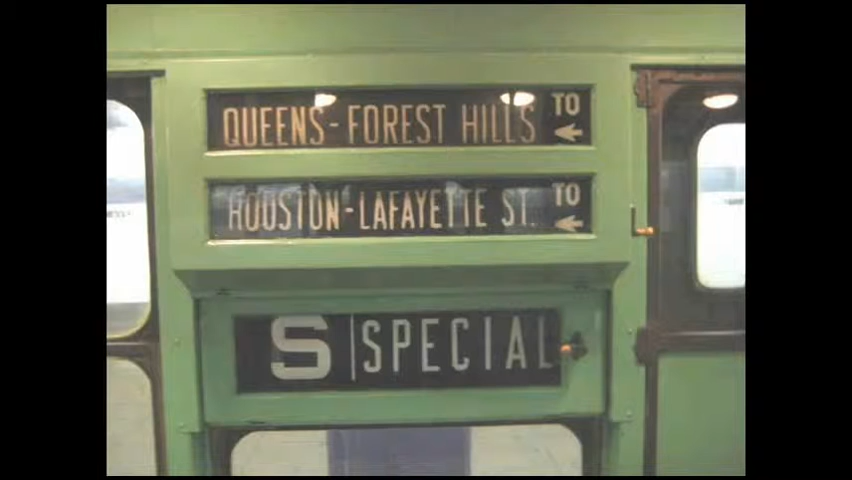 QUEENS-FOREST HILLS TO
HOUSTON-LAFAYETTE ST. TO
S SPECIAL